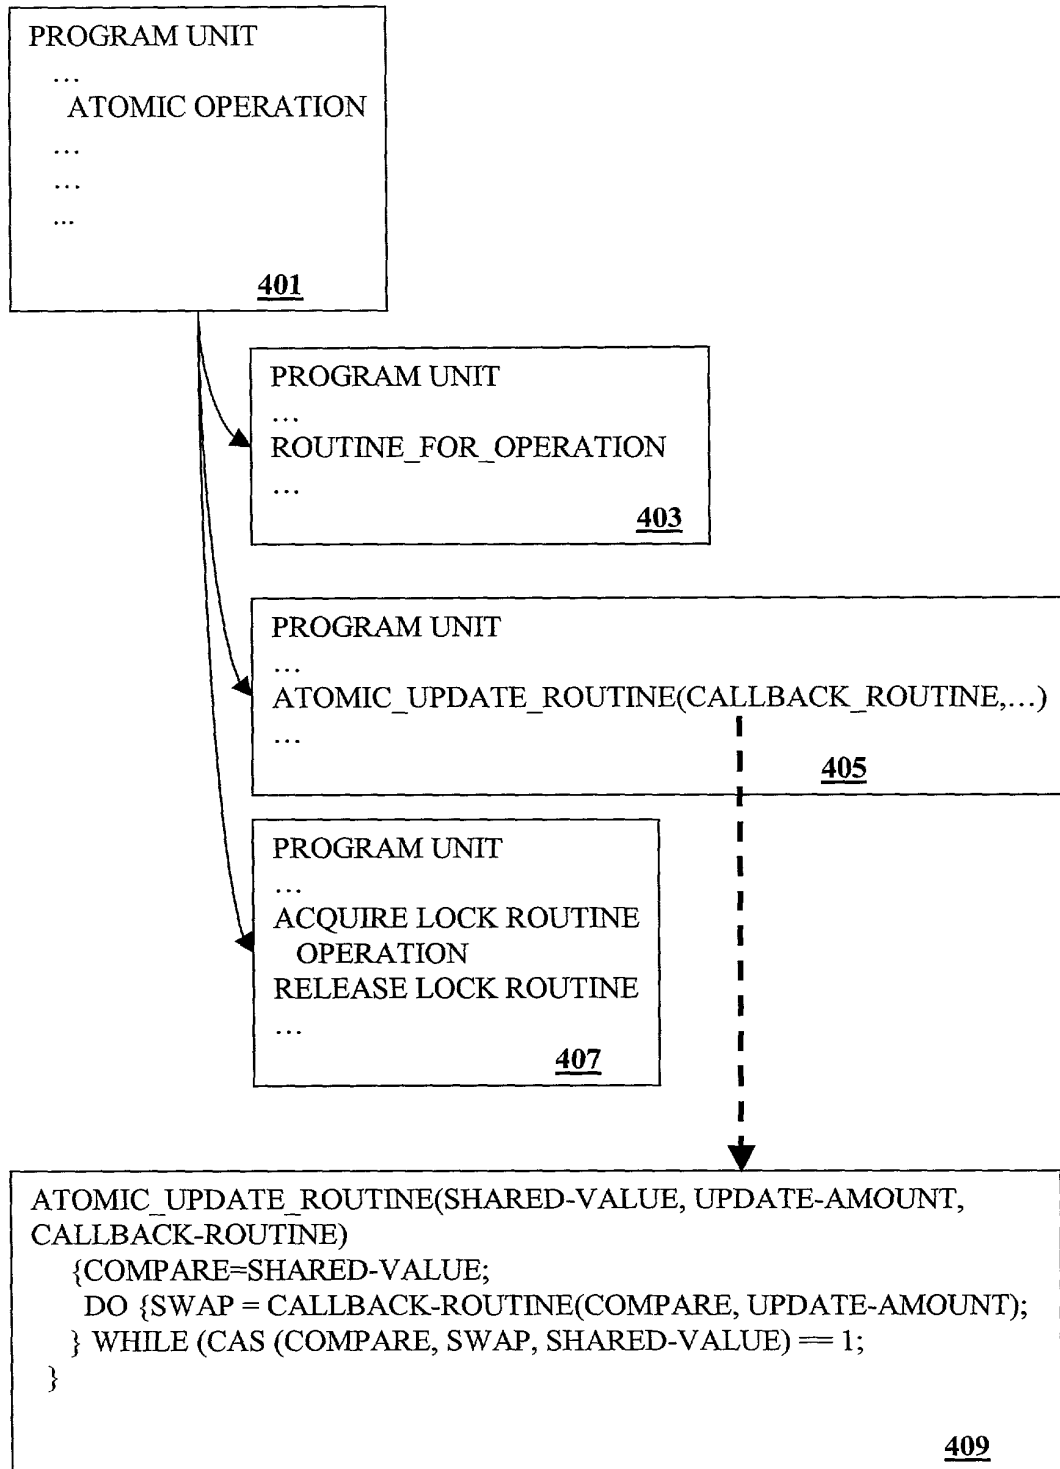 PROGRAM UNIT
...
ATOMIC OPERATION
...
...
...
401
PROGRAM UNIT
...
ROUTINE_FOR_OPERATION
...
403
PROGRAM UNIT
...
ATOMIC_UPDATE_ROUTINE(CALLBACK_ROUTINE,...)
...
405
PROGRAM UNIT
...
ACQUIRE LOCK ROUTINE
OPERATION
RELEASE LOCK ROUTINE
...
407
ATOMIC_UPDATE_ROUTINE(SHARED-VALUE, UPDATE-AMOUNT,
CALLBACK-ROUTINE)
{COMPARE=SHARED-VALUE;
DO {SWAP = CALLBACK-ROUTINE(COMPARE, UPDATE-AMOUNT);
} WHILE (CAS (COMPARE, SWAP, SHARED-VALUE) == 1;
}
409